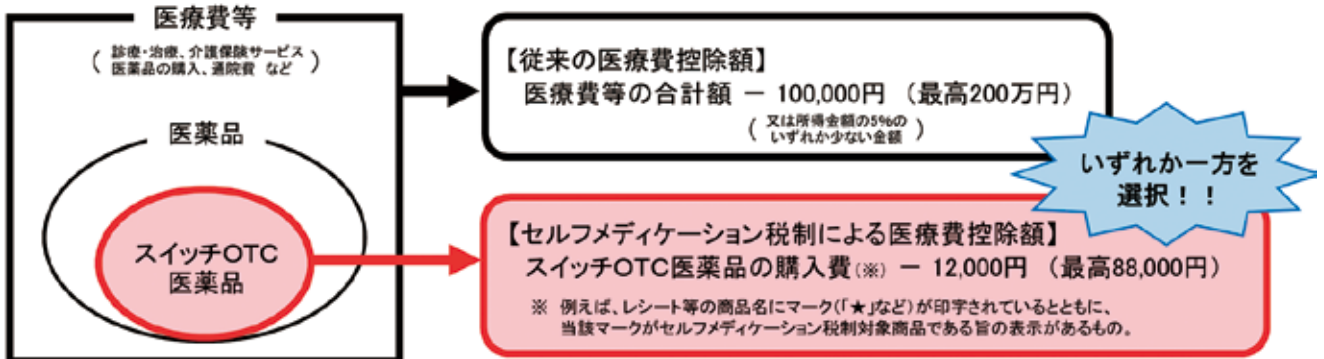 医療費等
( 診療・治療、介護保険サービス
医薬品の購入、通院費 など )
医薬品
スイッチOTC
医薬品
【従来の医療費控除額】
医療費等の合計額 － 100,000円 （最高200万円）
( 又は所得金額の5%の
いずれか少ない金額 )
いずれか一方を
選択！！
【セルフメディケーション税制による医療費控除額】
スイッチOTC医薬品の購入費(※) － 12,000円 （最高88,000円）
※ 例えば、レシート等の商品名にマーク(「★」など)が印字されているとともに、
当該マークがセルフメディケーション税制対象商品である旨の表示があるもの。